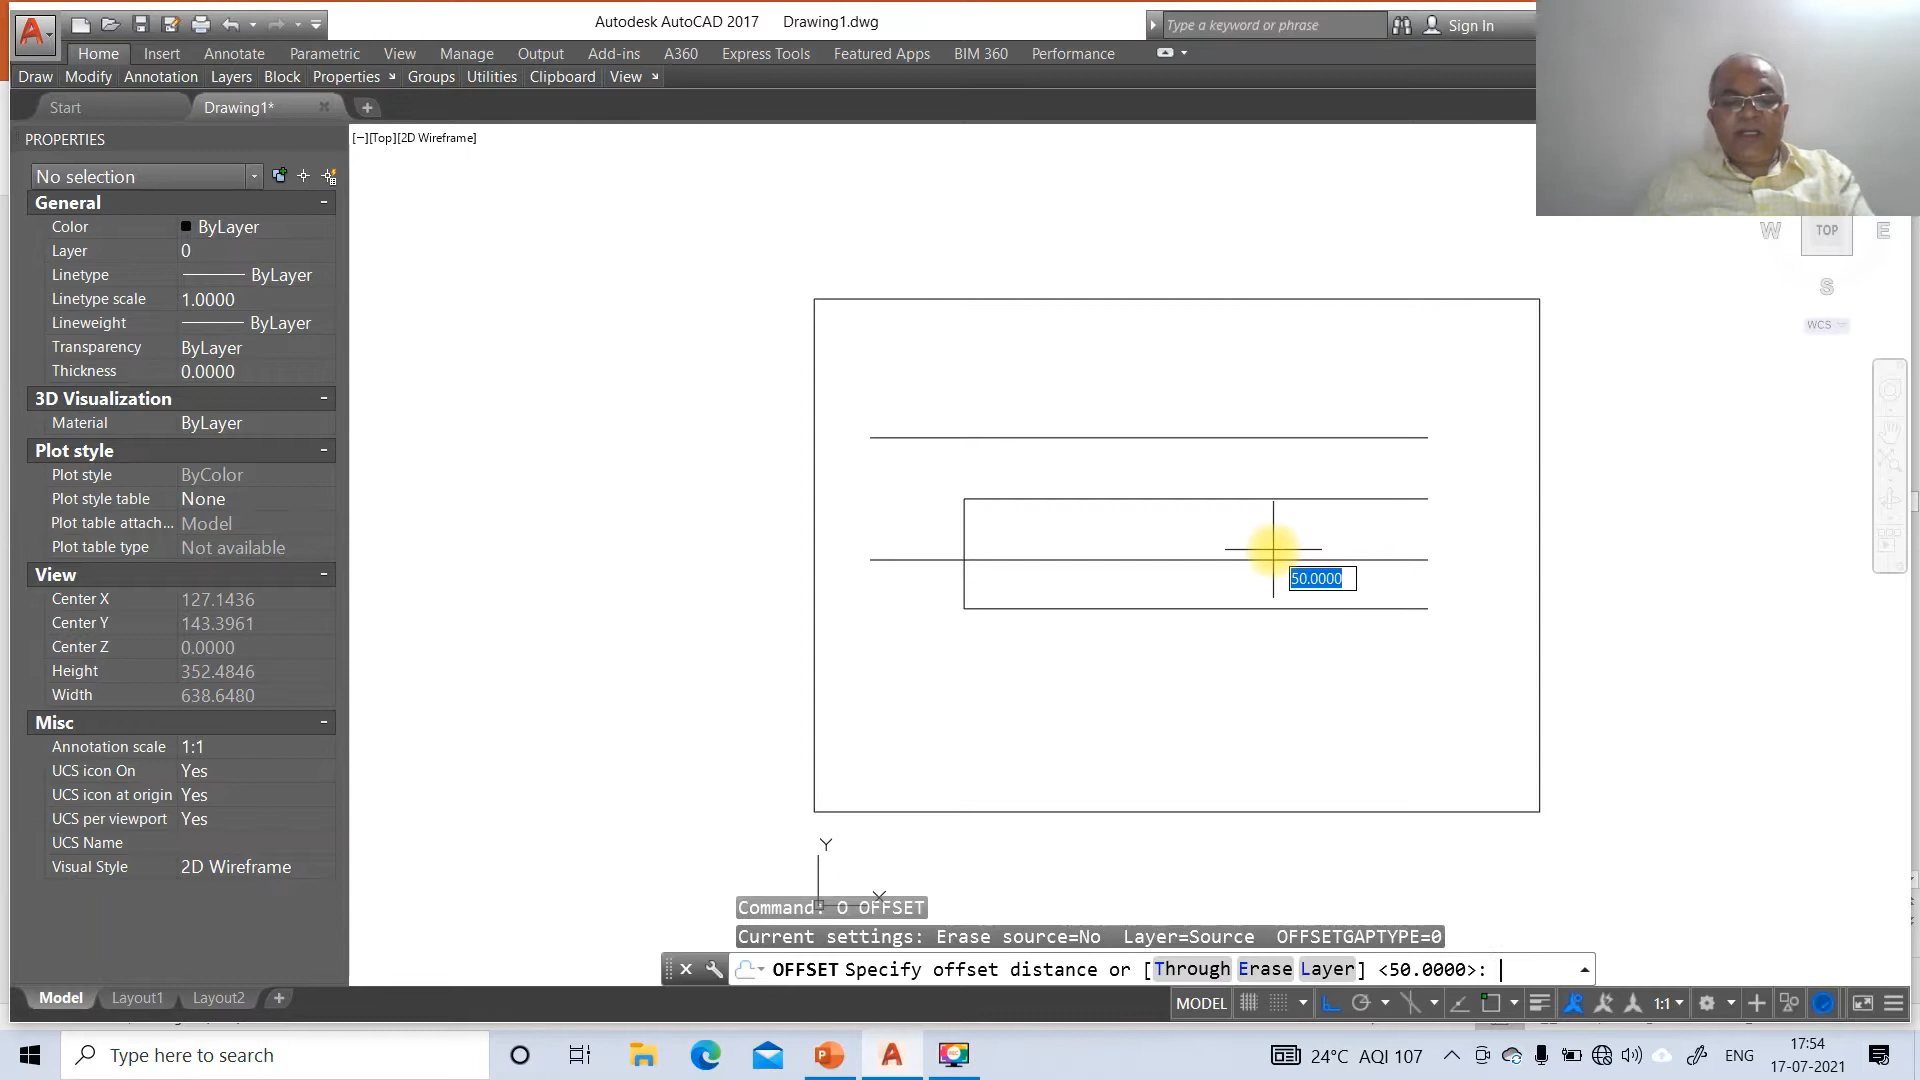 Autodesk AutoCAD 2017 Drawing1.dwg
Type a keyword or phrase
Sign In
Home Insert Annotate Parametric View Manage Output Add-ins A360 Express Tools Featured Apps BIM 360 Performance
Draw Modify Annotation Layers Block Properties Groups Utilities Clipboard View
Start Drawing1*
PROPERTIES
[−][Top][2D Wireframe]
No selection
General
Color ByLayer
Layer 0
Linetype ByLayer
Linetype scale 1.0000
Lineweight ByLayer
Transparency ByLayer
Thickness 0.0000
3D Visualization
Material ByLayer
Plot style
Plot style ByColor
Plot style table None
Plot table attach... Model
Plot table type Not available
View
Center X 127.1436
Center Y 143.3961
Center Z 0.0000
Height 352.4846
Width 638.6480
Misc
Annotation scale 1:1
UCS icon On Yes
UCS icon at origin Yes
UCS per viewport Yes
UCS Name
Visual Style 2D Wireframe
W TOP E
S
WCS
50.0000
Y
X
Command: O OFFSET
Current settings: Erase source=No Layer=Source OFFSETGAPTYPE=0
OFFSET Specify offset distance or [Through Erase Layer] <50.0000>:
Model Layout1 Layout2
MODEL 1:1
Type here to search
24°C AQI 107
ENG
17:54
17-07-2021